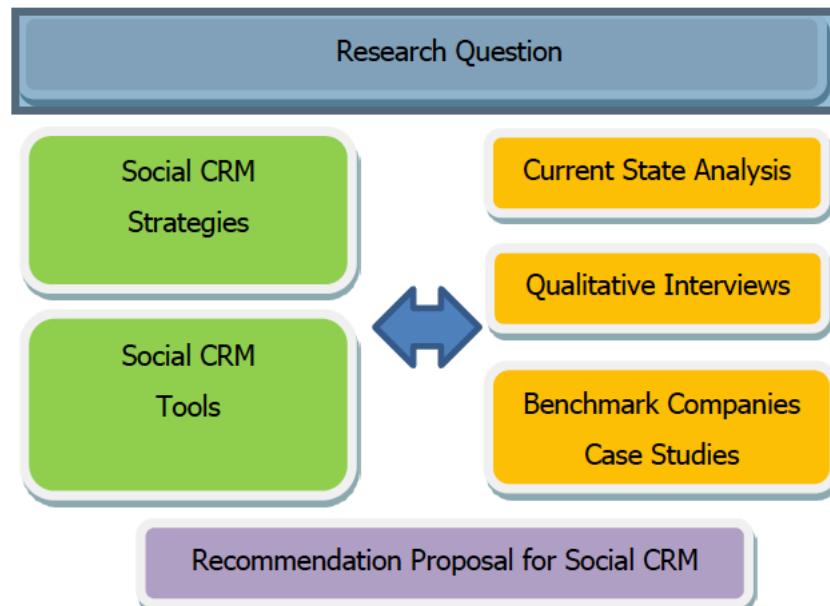 Research Question
Social CRM
Strategies
Social CRM
Tools
Current State Analysis
Qualitative Interviews
Benchmark Companies
Case Studies
Recommendation Proposal for Social CRM